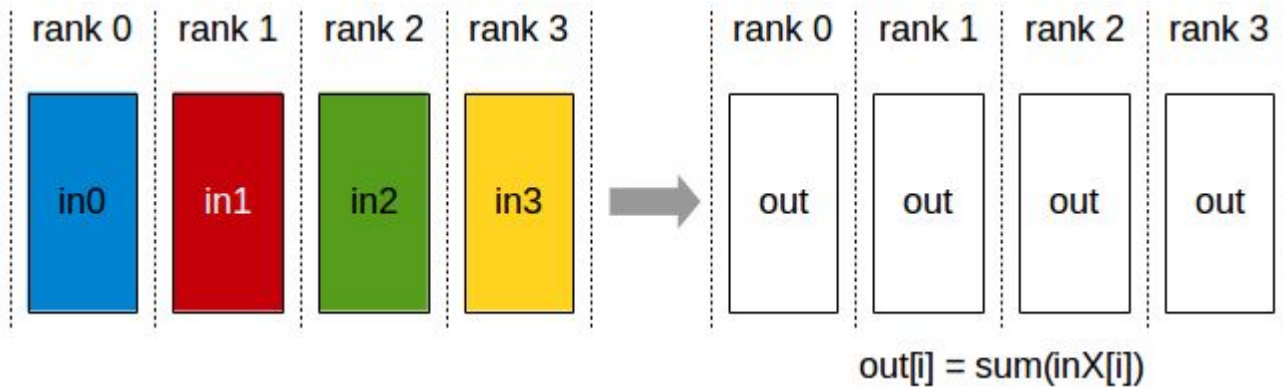 rank 0 rank 1 rank 2 rank 3 rank 0 rank 1 rank 2 rank 3
in0 in1 in2 in3 out out out out
out[i] = sum(inX[i])